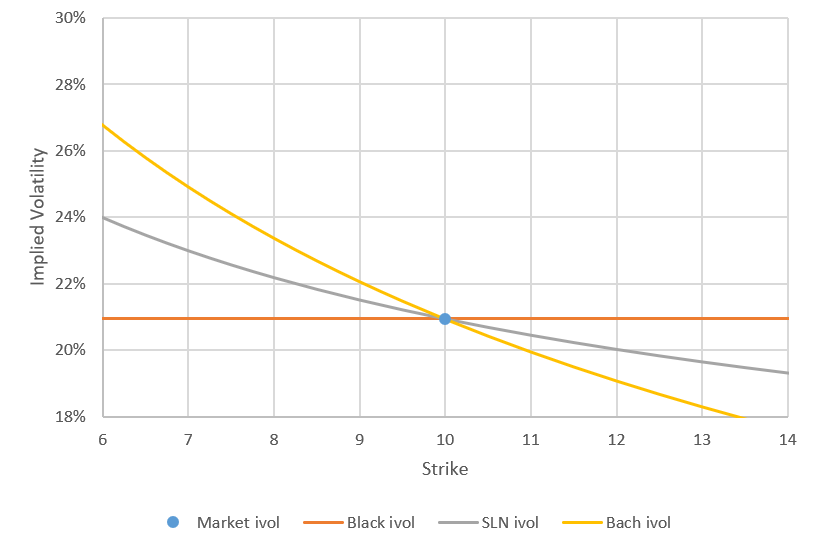 30%
28%
26%
24%
22%
20%
18%
Implied Volatility
6 7 8 9 10 11 12 13 14
Strike
Market ivol Black ivol SLN ivol Bach ivol